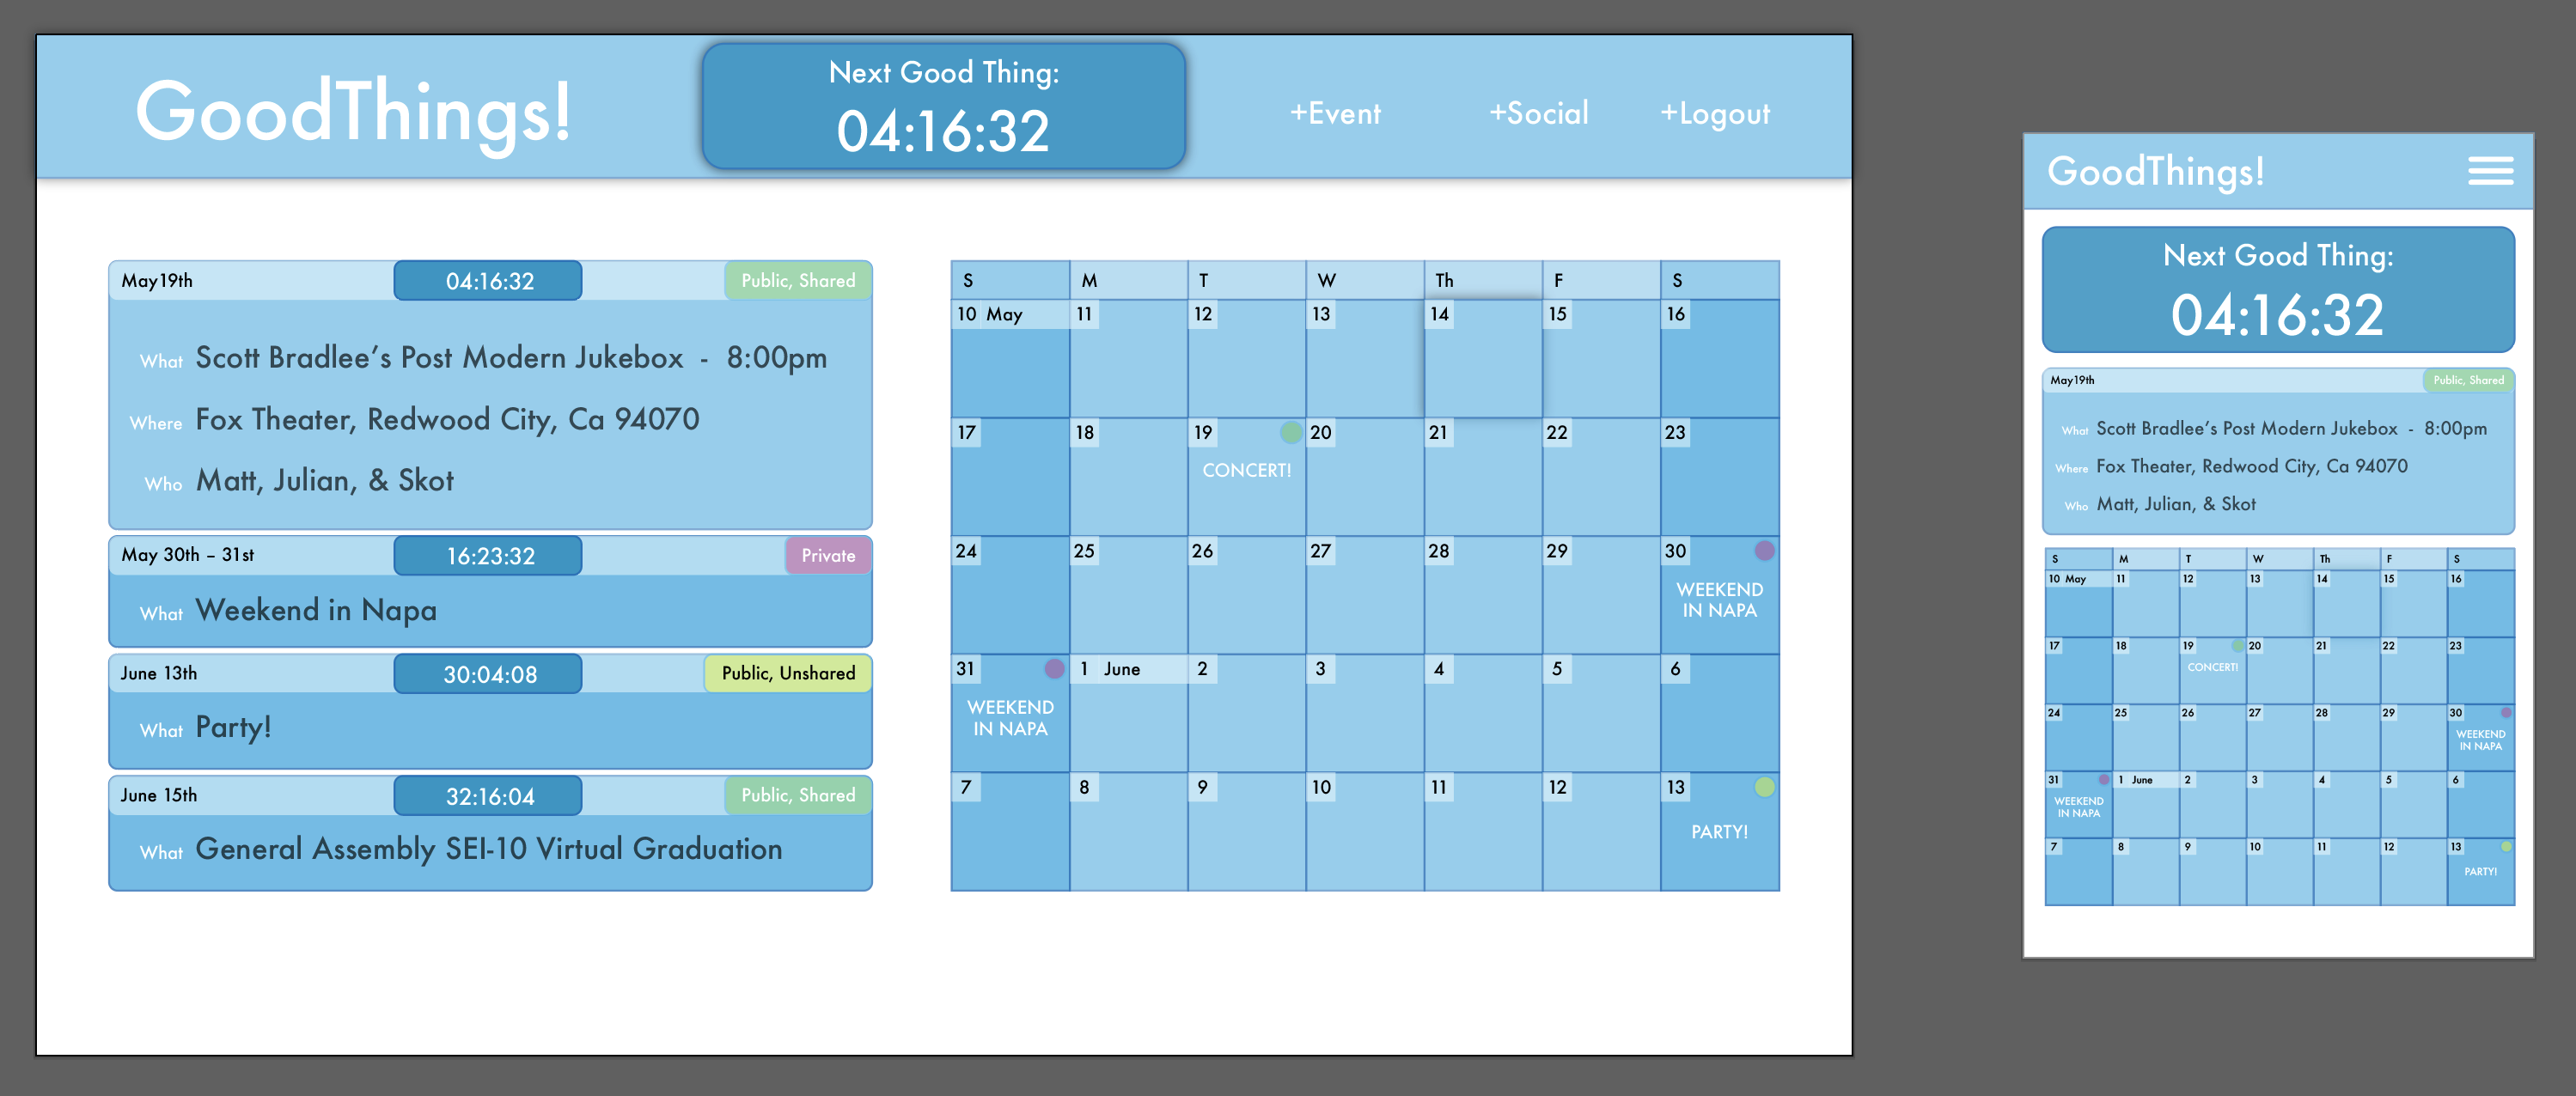 GoodThings!
Next Good Thing:
04:16:32
+Event +Social +Logout
May19th 04:16:32 Public, Shared
What Scott Bradlee’s Post Modern Jukebox - 8:00pm
Where Fox Theater, Redwood City, Ca 94070
Who Matt, Julian, & Skot
May 30th – 31st 16:23:32 Private
What Weekend in Napa
June 13th 30:04:08 Public, Unshared
What Party!
June 15th 32:16:04 Public, Shared
What General Assembly SEI-10 Virtual Graduation
S M T W Th F S
10 May 11 12 13 14 15 16
17 18 19 20 21 22 23
CONCERT!
24 25 26 27 28 29 30
WEEKEND
IN NAPA
31 1 June 2 3 4 5 6
WEEKEND
IN NAPA
7 8 9 10 11 12 13
PARTY!
GoodThings!
Next Good Thing:
04:16:32
May19th Public, Shared
What Scott Bradlee’s Post Modern Jukebox - 8:00pm
Where Fox Theater, Redwood City, Ca 94070
Who Matt, Julian, & Skot
S M T W Th F S
10 May 11 12 13 14 15 16
17 18 19 20 21 22 23
CONCERT!
24 25 26 27 28 29 30
WEEKEND
IN NAPA
31 1 June 2 3 4 5 6
WEEKEND
IN NAPA
7 8 9 10 11 12 13
PARTY!